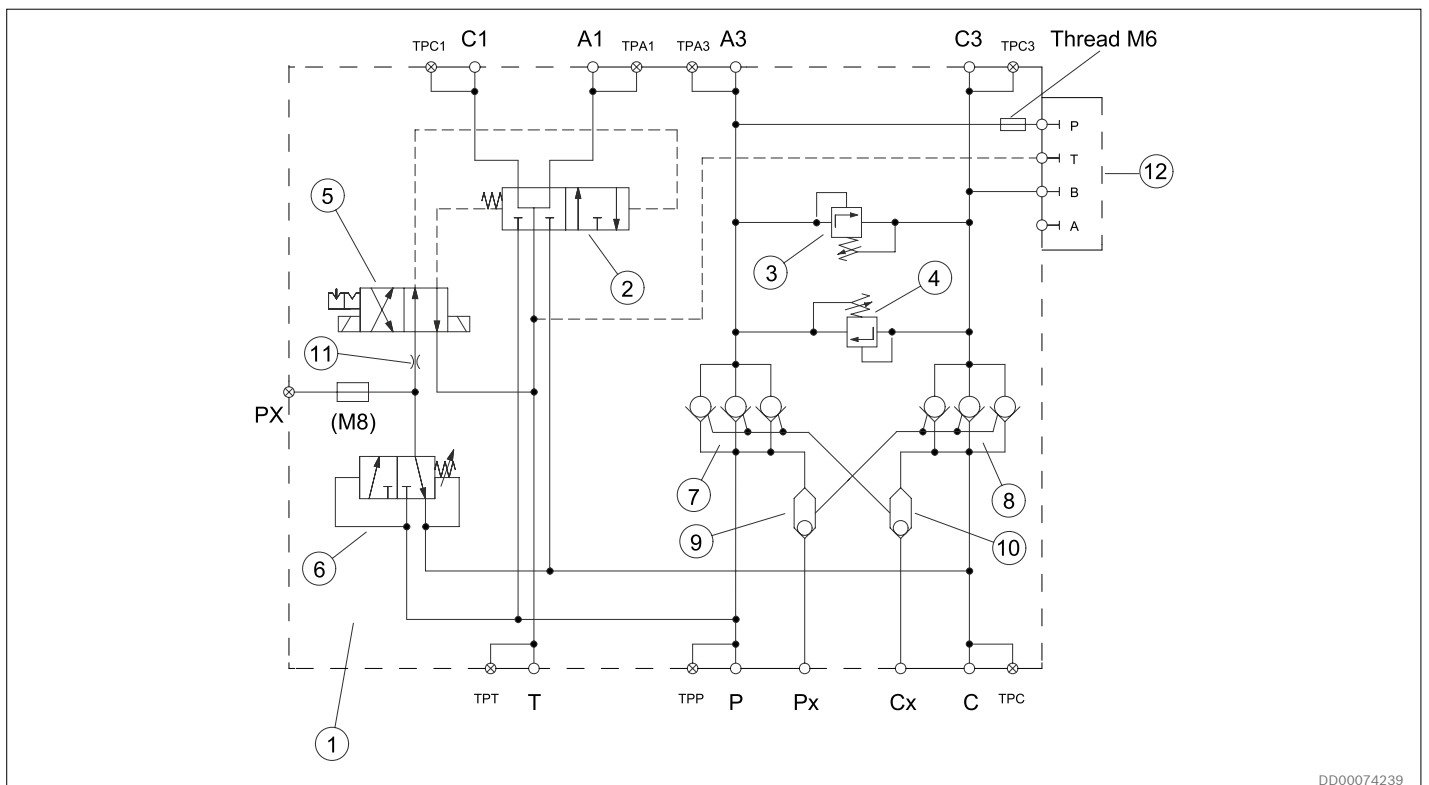 TPC1 C1 A1 TPA1 TPA3 A3 C3 TPC3 Thread M6
P
T
12
B
5
A
3
2
4
11
PX
(M8)
7
8
9
10
6
1
TPT T TPP P Px Cx C TPC
DD00074239